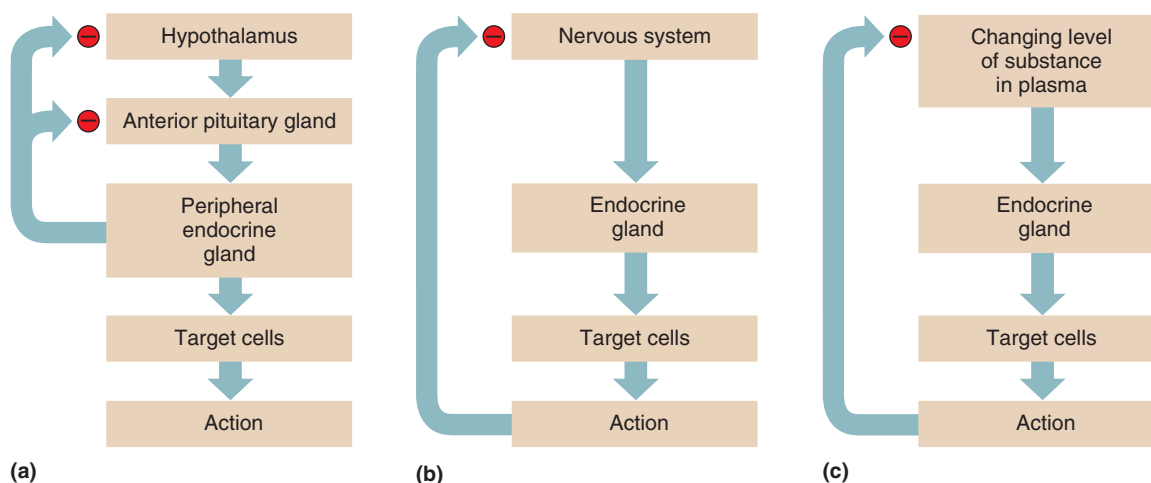 Hypothalamus
Anterior pituitary gland
Peripheral
endocrine
gland
Target cells
Action
(a)
Nervous system
Endocrine
gland
Target cells
Action
(b)
Changing level
of substance
in plasma
Endocrine
gland
Target cells
Action
(c)